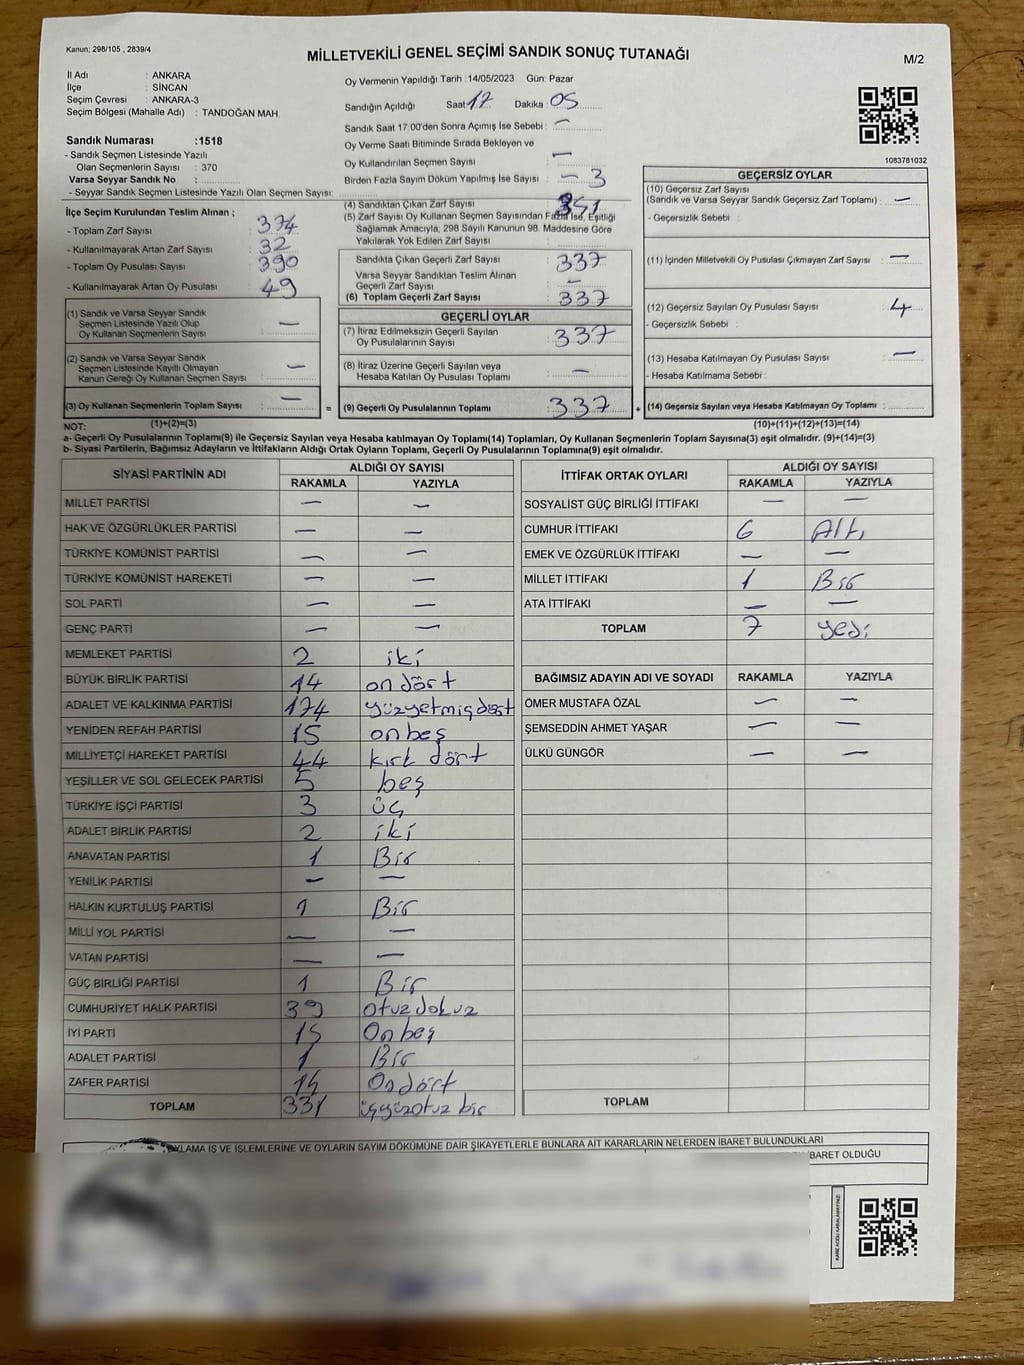 Kanun; 298/105 , 2839/4
MİLLETVEKİLİ GENEL SEÇİMİ SANDIK SONUÇ TUTANAĞI
M/2
İl Adı : ANKARA
İlçe : SİNCAN
Seçim Çevresi : ANKARA-3
Seçim Bölgesi (Mahalle Adı) : TANDOĞAN MAH.
Sandık Numarası :1518
- Sandık Seçmen Listesinde Yazılı
Olan Seçmenlerin Sayısı : 370
Varsa Seyyar Sandık No :
- Seyyar Sandık Seçmen Listesinde Yazılı Olan Seçmen Sayısı:
Oy Vermenin Yapıldığı Tarih : 14/05/2023 Gün: Pazar
Sandığın Açıldığı Saat 17 Dakika 05
Sandık Saat 17:00'den Sonra Açımış İse Sebebi : —
Oy Verme Saati Bitiminde Sırada Bekleyen ve
Oy Kullandırılan Seçmen Sayısı —
Birden Fazla Sayım Döküm Yapılmış İse Sayısı : — 3
1083781032
İlçe Seçim Kurulundan Teslim Alınan ;
- Toplam Zarf Sayısı : 374
- Kullanılmayarak Artan Zarf Sayısı : 32
- Toplam Oy Pusulası Sayısı : 390
- Kullanılmayarak Artan Oy Pusulası : 49
(1) Sandık ve Varsa Seyyar Sandık
Seçmen Listesinde Yazılı Olup
Oy Kullanan Seçmenlerin Sayısı : —
(2) Sandık ve Varsa Seyyar Sandık
Seçmen Listesinde Kayıtlı Olmayan
Kanun Gereği Oy Kullanan Seçmen Sayısı : —
(3) Oy Kullanan Seçmenlerin Toplam Sayısı : —
(1)+(2)=(3)
(4) Sandıktan Çıkan Zarf Sayısı : 351
(5) Zarf Sayısı Oy Kullanan Seçmen Sayısından Fazla İse, Eşitliği
Sağlamak Amacıyla; 298 Sayılı Kanunun 98. Maddesine Göre
Yakılarak Yok Edilen Zarf Sayısı :
Sandıkta Çıkan Geçerli Zarf Sayısı : 337
Varsa Seyyar Sandıktan Teslim Alınan
Geçerli Zarf Sayısı : —
(6) Toplam Geçerli Zarf Sayısı : 337
GEÇERLİ OYLAR
(7) İtiraz Edilmeksizin Geçerli Sayılan
Oy Pusulalarının Sayısı : 337
(8) İtiraz Üzerine Geçerli Sayılan veya
Hesaba Katılan Oy Pusulası Toplamı : —
= (9) Geçerli Oy Pusulalarının Toplamı : 337 +
GEÇERSİZ OYLAR
(10) Geçersiz Zarf Sayısı
(Sandık ve Varsa Seyyar Sandık Geçersiz Zarf Toplamı) : —
- Geçersizlik Sebebi :
(11) İçinden Milletvekili Oy Pusulası Çıkmayan Zarf Sayısı : —
(12) Geçersiz Sayılan Oy Pusulası Sayısı : 4
- Geçersizlik Sebebi :
(13) Hesaba Katılmayan Oy Pusulası Sayısı : —
- Hesaba Katılmama Sebebi :
(14) Geçersiz Sayılan veya Hesaba Katılmayan Oy Toplamı :
(10)+(11)+(12)+(13)=(14)
NOT:
a- Geçerli Oy Pusulalarının Toplamı(9) ile Geçersiz Sayılan veya Hesaba katılmayan Oy Toplamı(14) Toplamları, Oy Kullanan Seçmenlerin Toplam Sayısına(3) eşit olmalıdır. (9)+(14)=(3)
b- Siyasi Partilerin, Bağımsız Adayların ve İttifakların Aldığı Ortak Oyların Toplamı, Geçerli Oy Pusulalarının Toplamına(9) eşit olmalıdır.
SİYASİ PARTİNİN ADI ALDIĞI OY SAYISI
RAKAMLA YAZIYLA
MİLLET PARTİSİ — —
HAK VE ÖZGÜRLÜKLER PARTİSİ — —
TÜRKİYE KOMÜNİST PARTİSİ — —
TÜRKİYE KOMÜNİST HAREKETİ — —
SOL PARTİ — —
GENÇ PARTİ — —
MEMLEKET PARTİSİ 2 iki
BÜYÜK BİRLİK PARTİSİ 14 on dört
ADALET VE KALKINMA PARTİSİ 174 yüzyetmişdört
YENİDEN REFAH PARTİSİ 15 onbeş
MİLLİYETÇİ HAREKET PARTİSİ 44 kırk dört
YEŞİLLER VE SOL GELECEK PARTİSİ 5 beş
TÜRKİYE İŞÇİ PARTİSİ 3 üç
ADALET BİRLİK PARTİSİ 2 iki
ANAVATAN PARTİSİ 1 Bir
YENİLİK PARTİSİ — —
HALKIN KURTULUŞ PARTİSİ 1 Bir
MİLLİ YOL PARTİSİ — —
VATAN PARTİSİ — —
GÜÇ BİRLİĞİ PARTİSİ 1 Bir
CUMHURİYET HALK PARTİSİ 39 otuzdokuz
İYİ PARTİ 15 Onbeş
ADALET PARTİSİ 1 Bir
ZAFER PARTİSİ 14 Ondört
TOPLAM 331 üçyüzotuz bir
İTTİFAK ORTAK OYLARI ALDIĞI OY SAYISI
RAKAMLA YAZIYLA
SOSYALİST GÜÇ BİRLİĞİ İTTİFAKI — —
CUMHUR İTTİFAKI 6 Altı
EMEK VE ÖZGÜRLÜK İTTİFAKI — —
MİLLET İTTİFAKI 1 Bir
ATA İTTİFAKI — —
TOPLAM 7 yedi
BAĞIMSIZ ADAYIN ADI VE SOYADI RAKAMLA YAZIYLA
ÖMER MUSTAFA ÖZAL — —
ŞEMSEDDİN AHMET YAŞAR — —
ÜLKÜ GÜNGÖR — —
TOPLAM
İŞ VE İŞLEMLERİNE VE OYLARIN SAYIM DÖKÜMÜNE DAİR ŞİKAYETLERLE BUNLARA AİT KARARLARIN NELERDEN İBARET BULUNDUKLARI
İBARET OLDUĞU